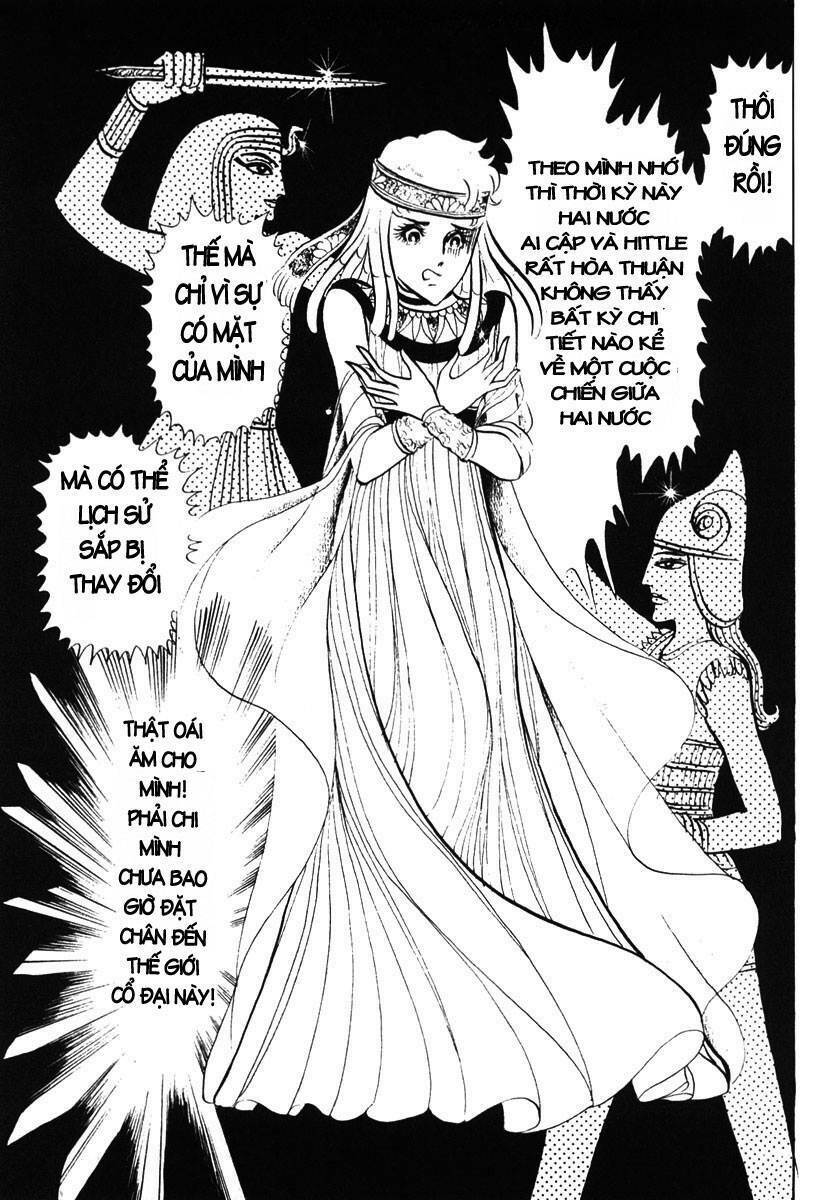 THỒI
ĐÚNG
RỒI!
THEO MÌNH NHỚ
THÌ THỜI KỲ NÀY
HAI NƯỚC
AI CẬP VÀ HITTLE
RẤT HÒA THUẬN
KHÔNG THẤY
BẤT KỲ CHI
TIẾT NÀO KỂ
VỀ MỘT CUỘC
CHIẾN GIỮA
HAI NƯỚC
THẾ MÀ
CHỈ VÌ SỰ
CÓ MẶT
CỦA MÌNH
MÀ CÓ THỂ
LỊCH SỬ
SẮP BỊ
THAY ĐỔI
THẬT OÁI
ĂM CHO
MÌNH!
PHẢI CHI
MÌNH
CHƯA BAO
GIỜ ĐẶT
CHÂN ĐẾN
THẾ GIỚI
CỔ ĐẠI NÀY!